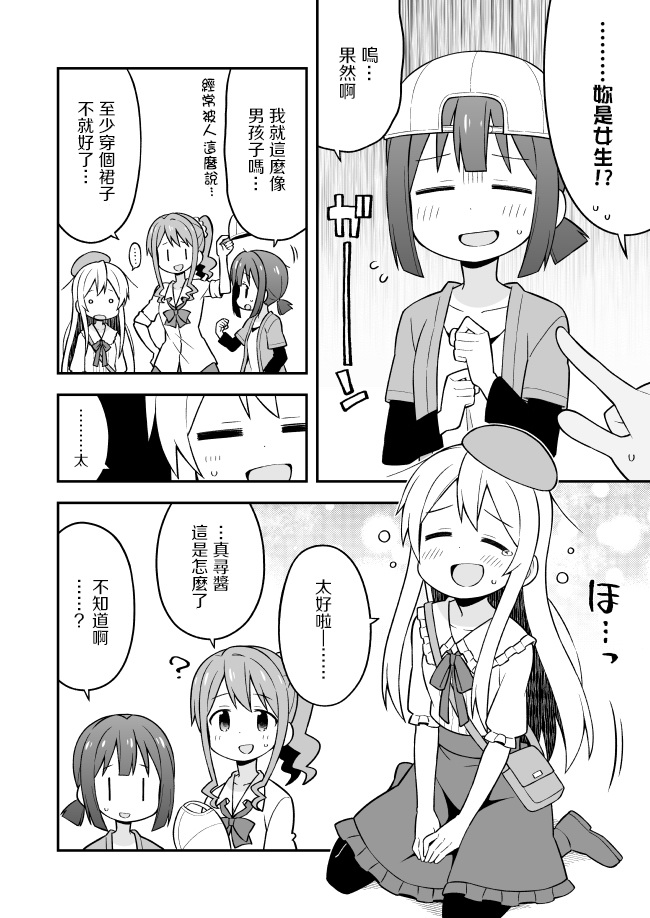 ………妳是女生!?
嗚…
果然啊
ガーーーン!
我就這麼像
男孩子嗎…
經常被人這麼說…
至少穿個裙子
不就好了…
…
………太
太好啦——……
ほ…っ
…真尋醬
這是怎麼了
?
不知道啊
……?